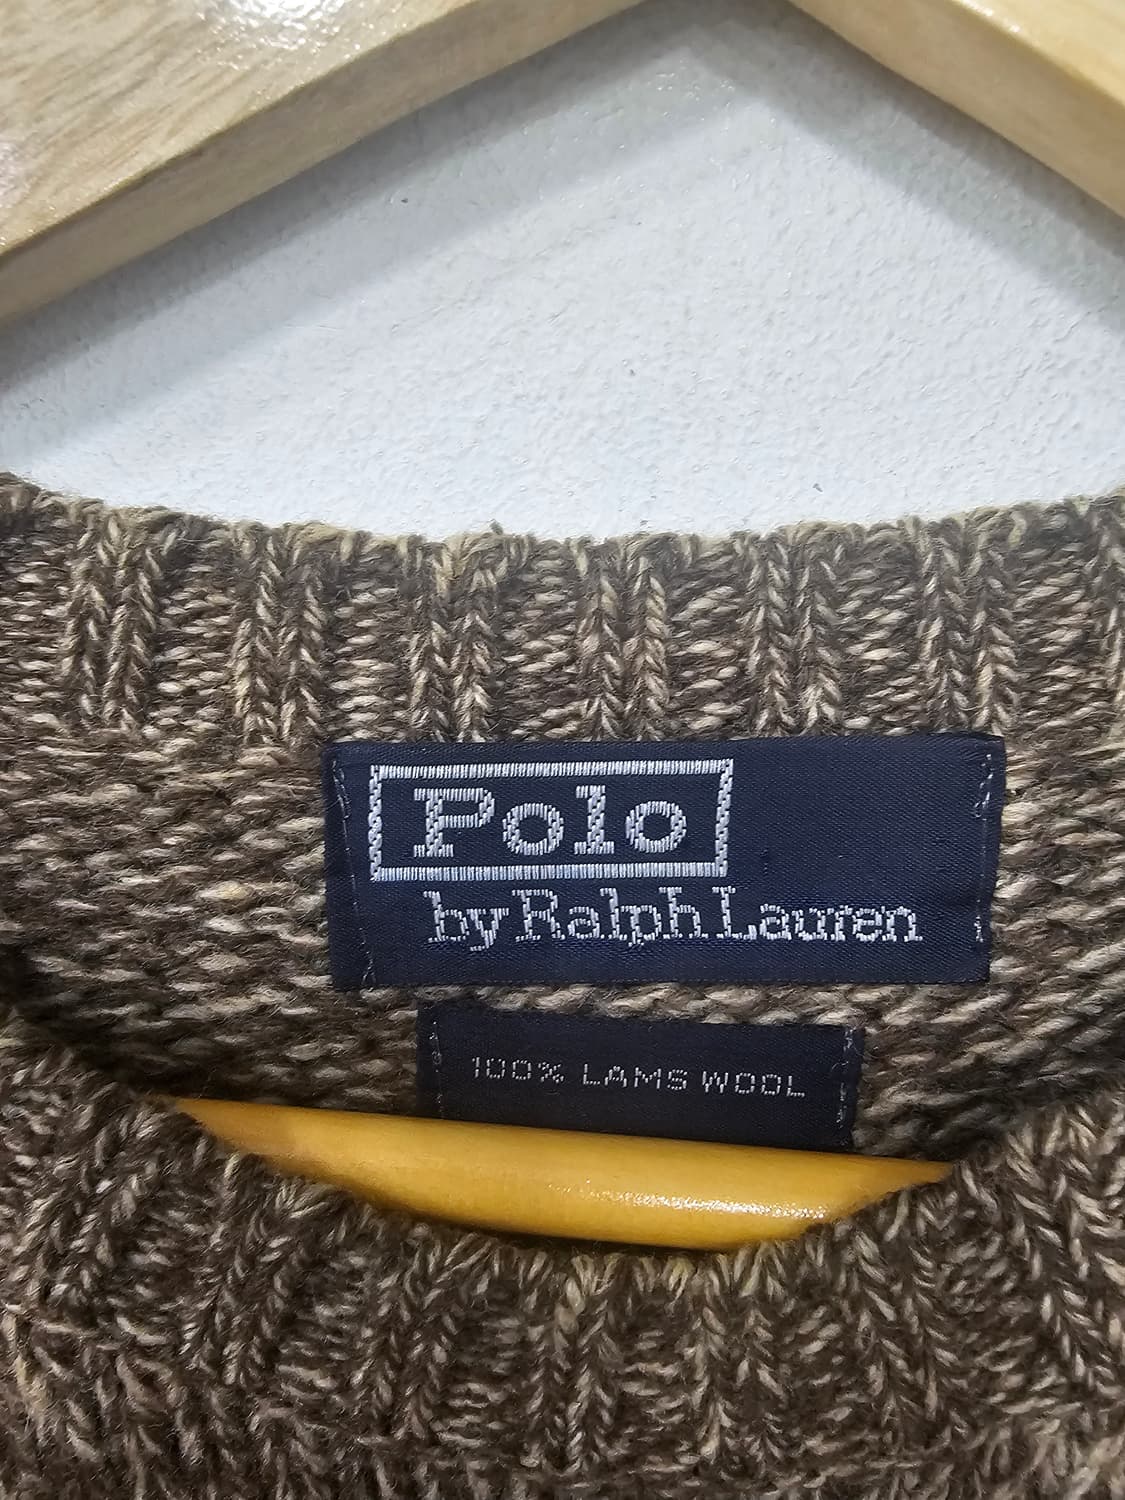 Polo
by Ralph Lauren
100% LAMS WOOL